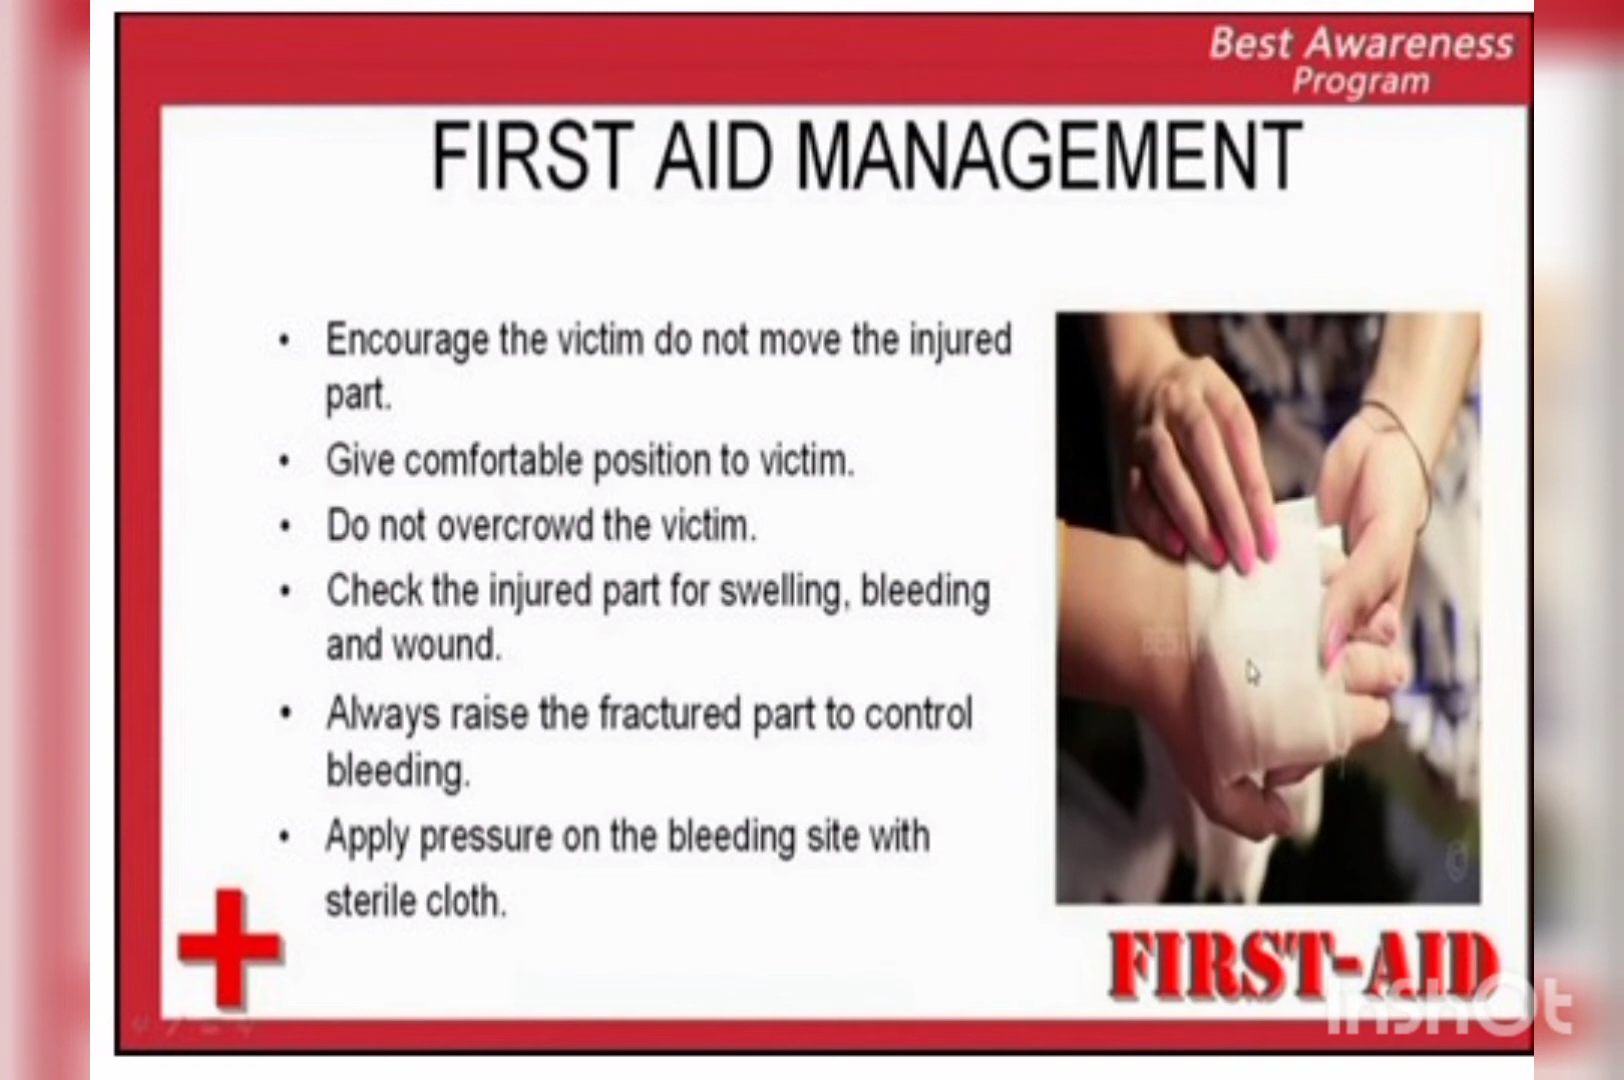 Best Awareness
Program
FIRST AID MANAGEMENT
• Encourage the victim do not move the injured
part.
• Give comfortable position to victim.
• Do not overcrowd the victim.
• Check the injured part for swelling, bleeding
and wound.
• Always raise the fractured part to control
bleeding.
• Apply pressure on the bleeding site with
sterile cloth.
FIRST-AID
InShOt